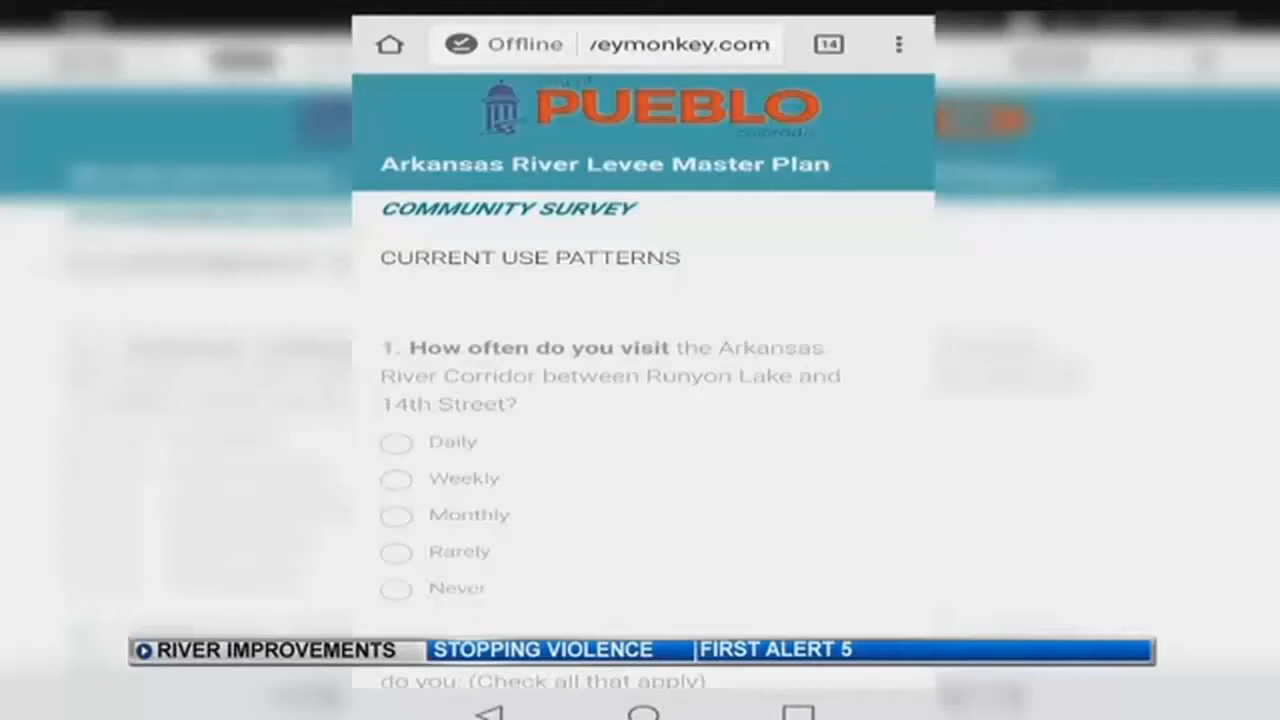 Offline
/eymonkey.com
14
PUEBLO
colorado
Arkansas River Levee Master Plan
COMMUNITY SURVEY
CURRENT USE PATTERNS
1. How often do you visit the Arkansas
River Corridor between Runyon Lake and
14th Street?
Daily
Weekly
Monthly
Rarely
Never
RIVER IMPROVEMENTS
STOPPING VIOLENCE
FIRST ALERT 5
do you: (Check all that apply)